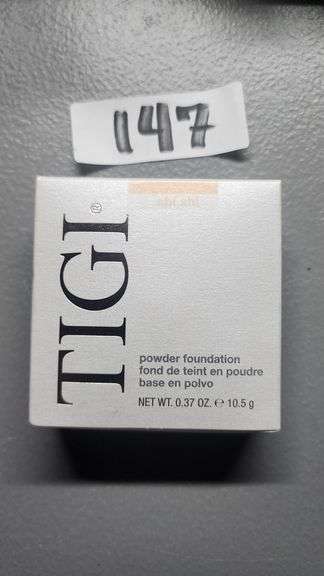 147
TIGI®
powder foundation
fond de teint en poudre
base en polvo
NET WT. 0.37 OZ. ℮ 10.5 g